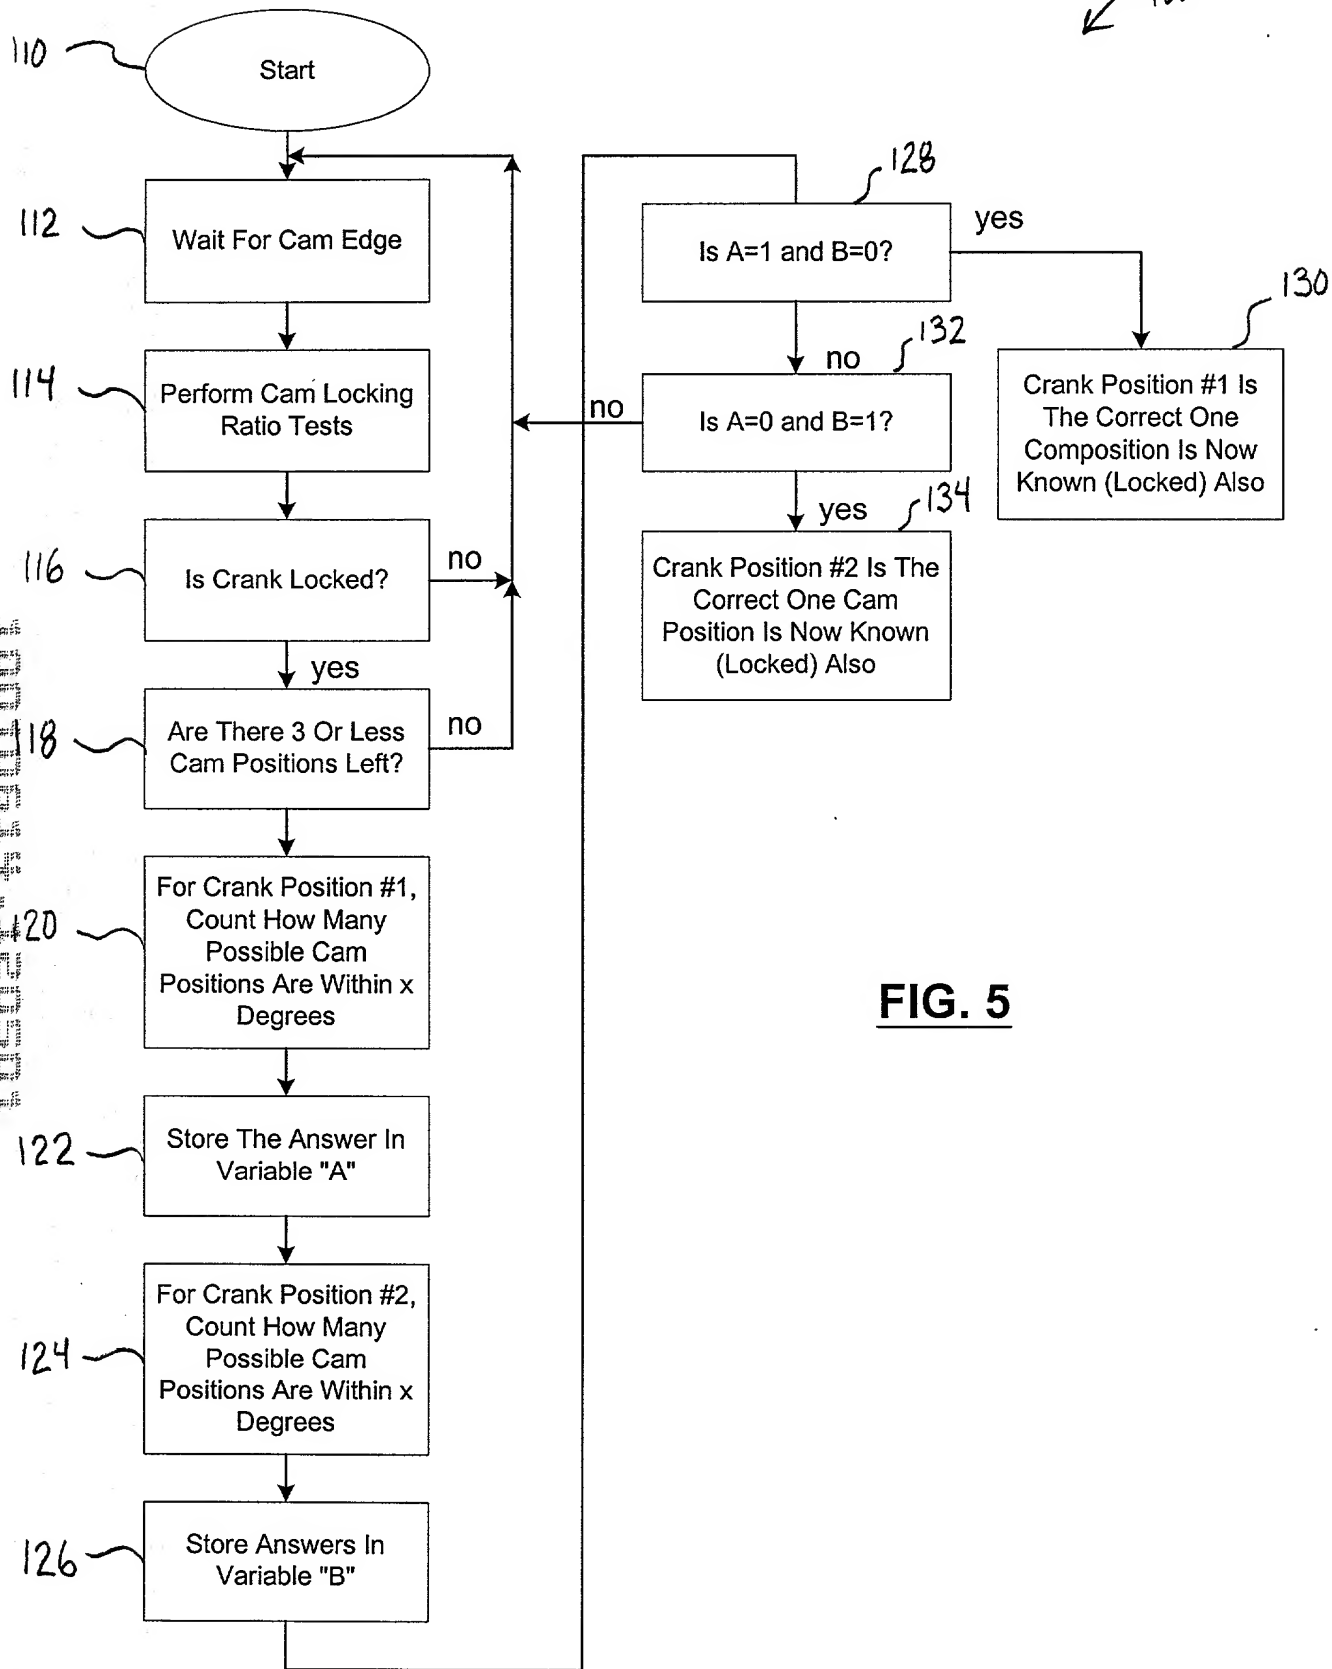 110
Start
112
Wait For Cam Edge
114
Perform Cam Locking
Ratio Tests
116
Is Crank Locked?
no
yes
118
Are There 3 Or Less
Cam Positions Left?
no
120
For Crank Position #1,
Count How Many
Possible Cam
Positions Are Within x
Degrees
122
Store The Answer In
Variable "A"
124
For Crank Position #2,
Count How Many
Possible Cam
Positions Are Within x
Degrees
126
Store Answers In
Variable "B"
128
Is A=1 and B=0?
yes
130
Crank Position #1 Is
The Correct One
Composition Is Now
Known (Locked) Also
no
132
Is A=0 and B=1?
no
yes
134
Crank Position #2 Is The
Correct One Cam
Position Is Now Known
(Locked) Also
FIG. 5